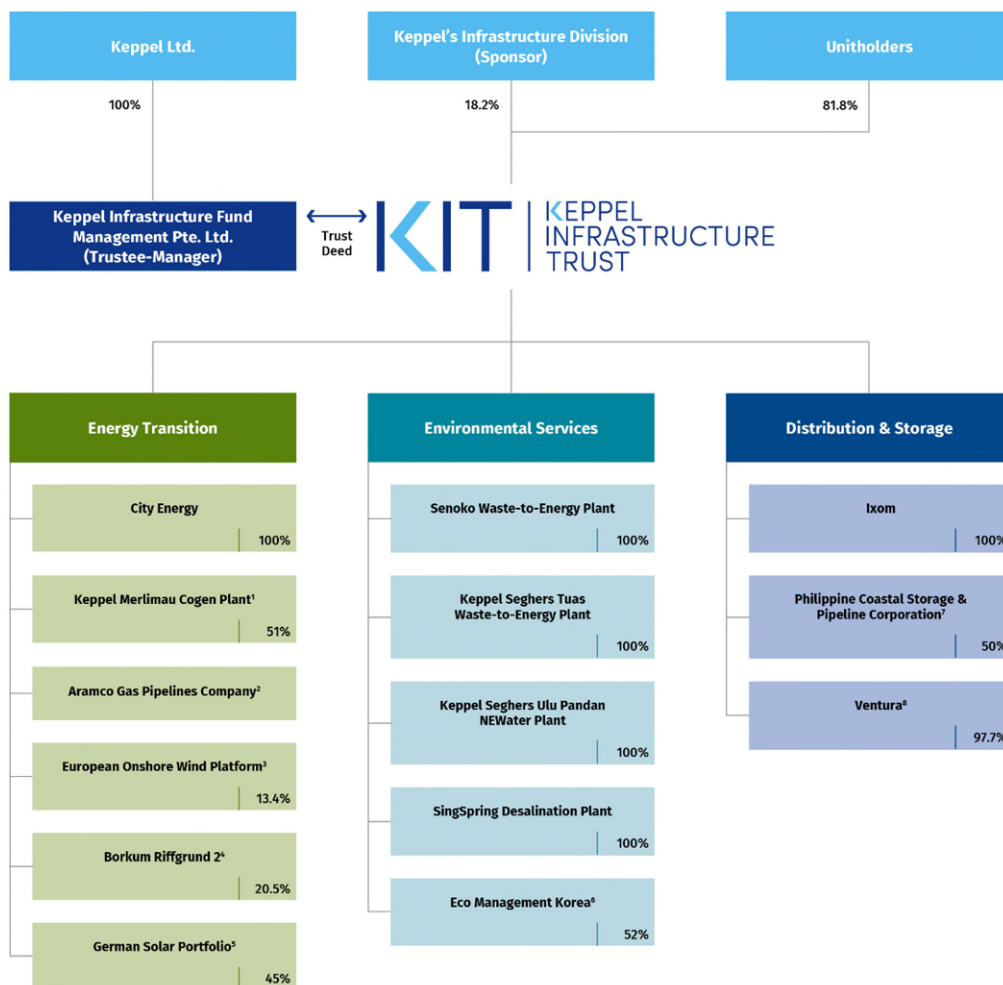 Keppel Ltd.
Keppel’s Infrastructure Division
(Sponsor)
Unitholders
100%
18.2%
81.8%
Keppel Infrastructure Fund
Management Pte. Ltd.
(Trustee-Manager)
Trust
Deed
KIT
KEPPEL
INFRASTRUCTURE
TRUST
Energy Transition
City Energy
100%
Keppel Merlimau Cogen Plant¹
51%
Aramco Gas Pipelines Company²
European Onshore Wind Platform³
13.4%
Borkum Riffgrund 2⁴
20.5%
German Solar Portfolio⁵
45%
Environmental Services
Senoko Waste-to-Energy Plant
100%
Keppel Seghers Tuas
Waste-to-Energy Plant
100%
Keppel Seghers Ulu Pandan
NEWater Plant
100%
SingSpring Desalination Plant
100%
Eco Management Korea⁶
52%
Distribution & Storage
Ixom
100%
Philippine Coastal Storage &
Pipeline Corporation⁷
50%
Ventura⁸
97.7%